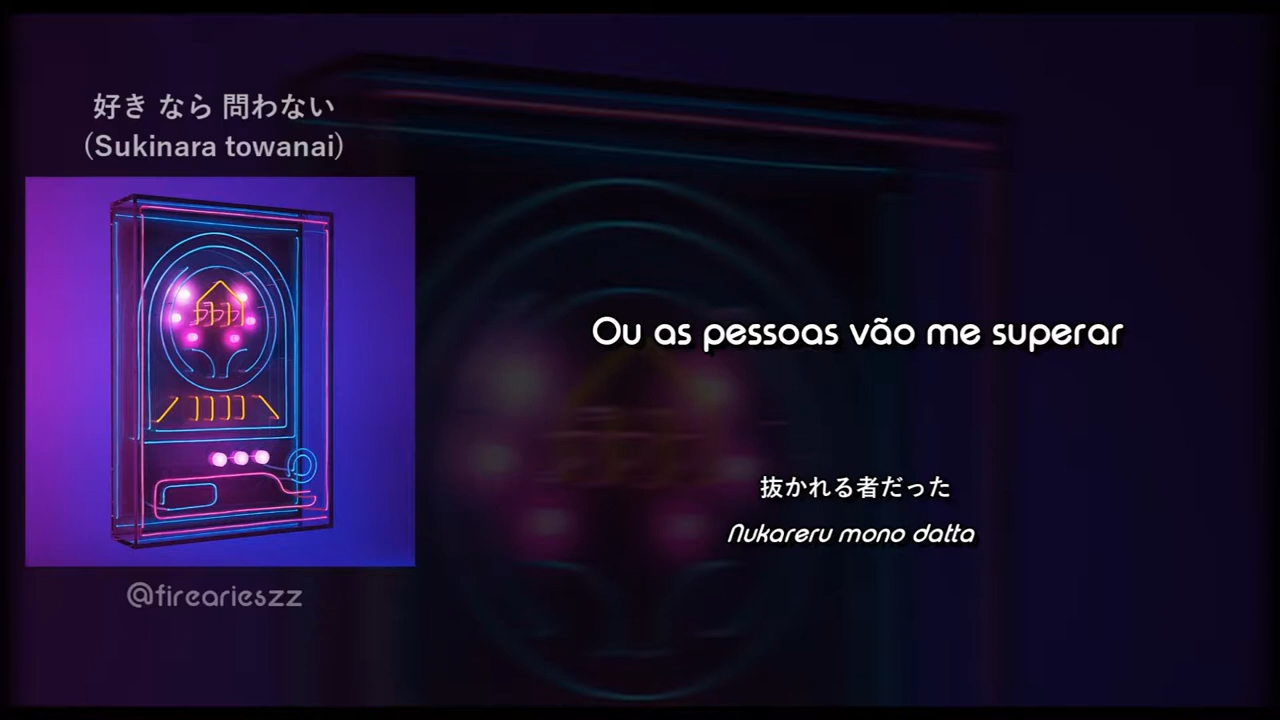 好き なら 問わない
(Sukinara towanai)
@firearieszz
Ou as pessoas vão me superar
抜かれる者だった
Nukareru mono datta